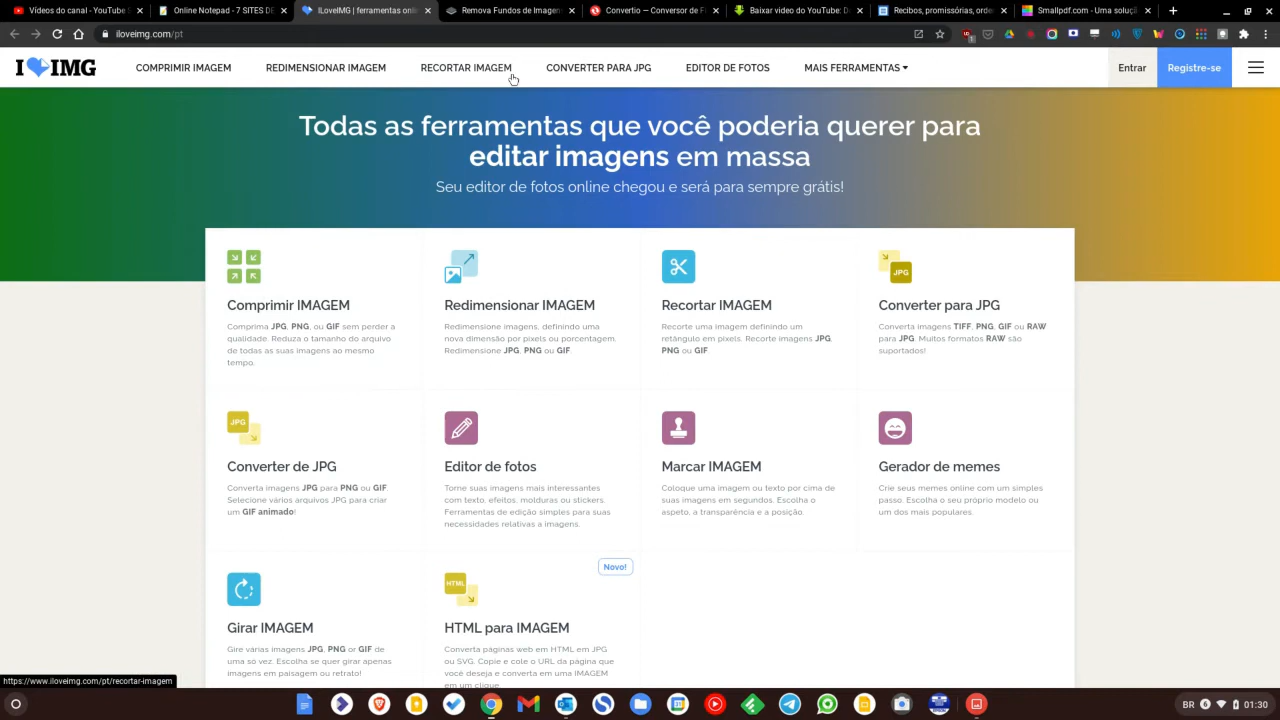 Vídeos do canal - YouTube S
Online Notepad - 7 SITES DE
ILoveIMG | ferramentas onli
Remova Fundos de Imagen
Convertio — Conversor de F
Baixar vídeo do YouTube: D
Recibos, promissórias, orde
Smallpdf.com - Uma soluç
iloveimg.com/pt
I IMG
COMPRIMIR IMAGEM
REDIMENSIONAR IMAGEM
RECORTAR IMAGEM
CONVERTER PARA JPG
EDITOR DE FOTOS
MAIS FERRAMENTAS
Entrar
Registre-se
Todas as ferramentas que você poderia querer para
editar imagens em massa
Seu editor de fotos online chegou e será para sempre grátis!
Comprimir IMAGEM
Comprima JPG, PNG, ou GIF sem perder a
qualidade. Reduza o tamanho do arquivo
de todas as suas imagens ao mesmo
tempo.
Redimensionar IMAGEM
Redimensione imagens, definindo uma
nova dimensão por pixels ou porcentagem.
Redimensione JPG, PNG ou GIF
Recortar IMAGEM
Recorte uma imagem definindo um
retângulo em pixels. Recorte imagens JPG,
PNG ou GIF
JPG
Converter para JPG
Converta imagens TIFF, PNG, GIF ou RAW
para JPG. Muitos formatos RAW são
suportados!
JPG
Converter de JPG
Converta imagens JPG para PNG ou GIF.
Selecione vários arquivos JPG para criar
um GIF animado!
Editor de fotos
Torne suas imagens mais interessantes
com texto, efeitos, molduras ou stickers.
Ferramentas de edição simples para suas
necessidades relativas a imagens.
Marcar IMAGEM
Coloque uma imagem ou texto por cima de
suas imagens em segundos. Escolha o
aspeto, a transparência e a posição.
Gerador de memes
Crie seus memes online com um simples
passo. Escolha o seu próprio modelo ou
um dos mais populares.
Girar IMAGEM
Gire várias imagens JPG, PNG or GIF de
uma só vez. Escolha se quer girar apenas
imagens em paisagem ou retrato!
Novo!
HTML
HTML para IMAGEM
Converta páginas web em HTML em JPG
ou SVG. Copie e cole o URL da página que
você deseja e converta em uma IMAGEM
em um clique.
https://www.iloveimg.com/pt/recortar-imagem
BR 6 01:30